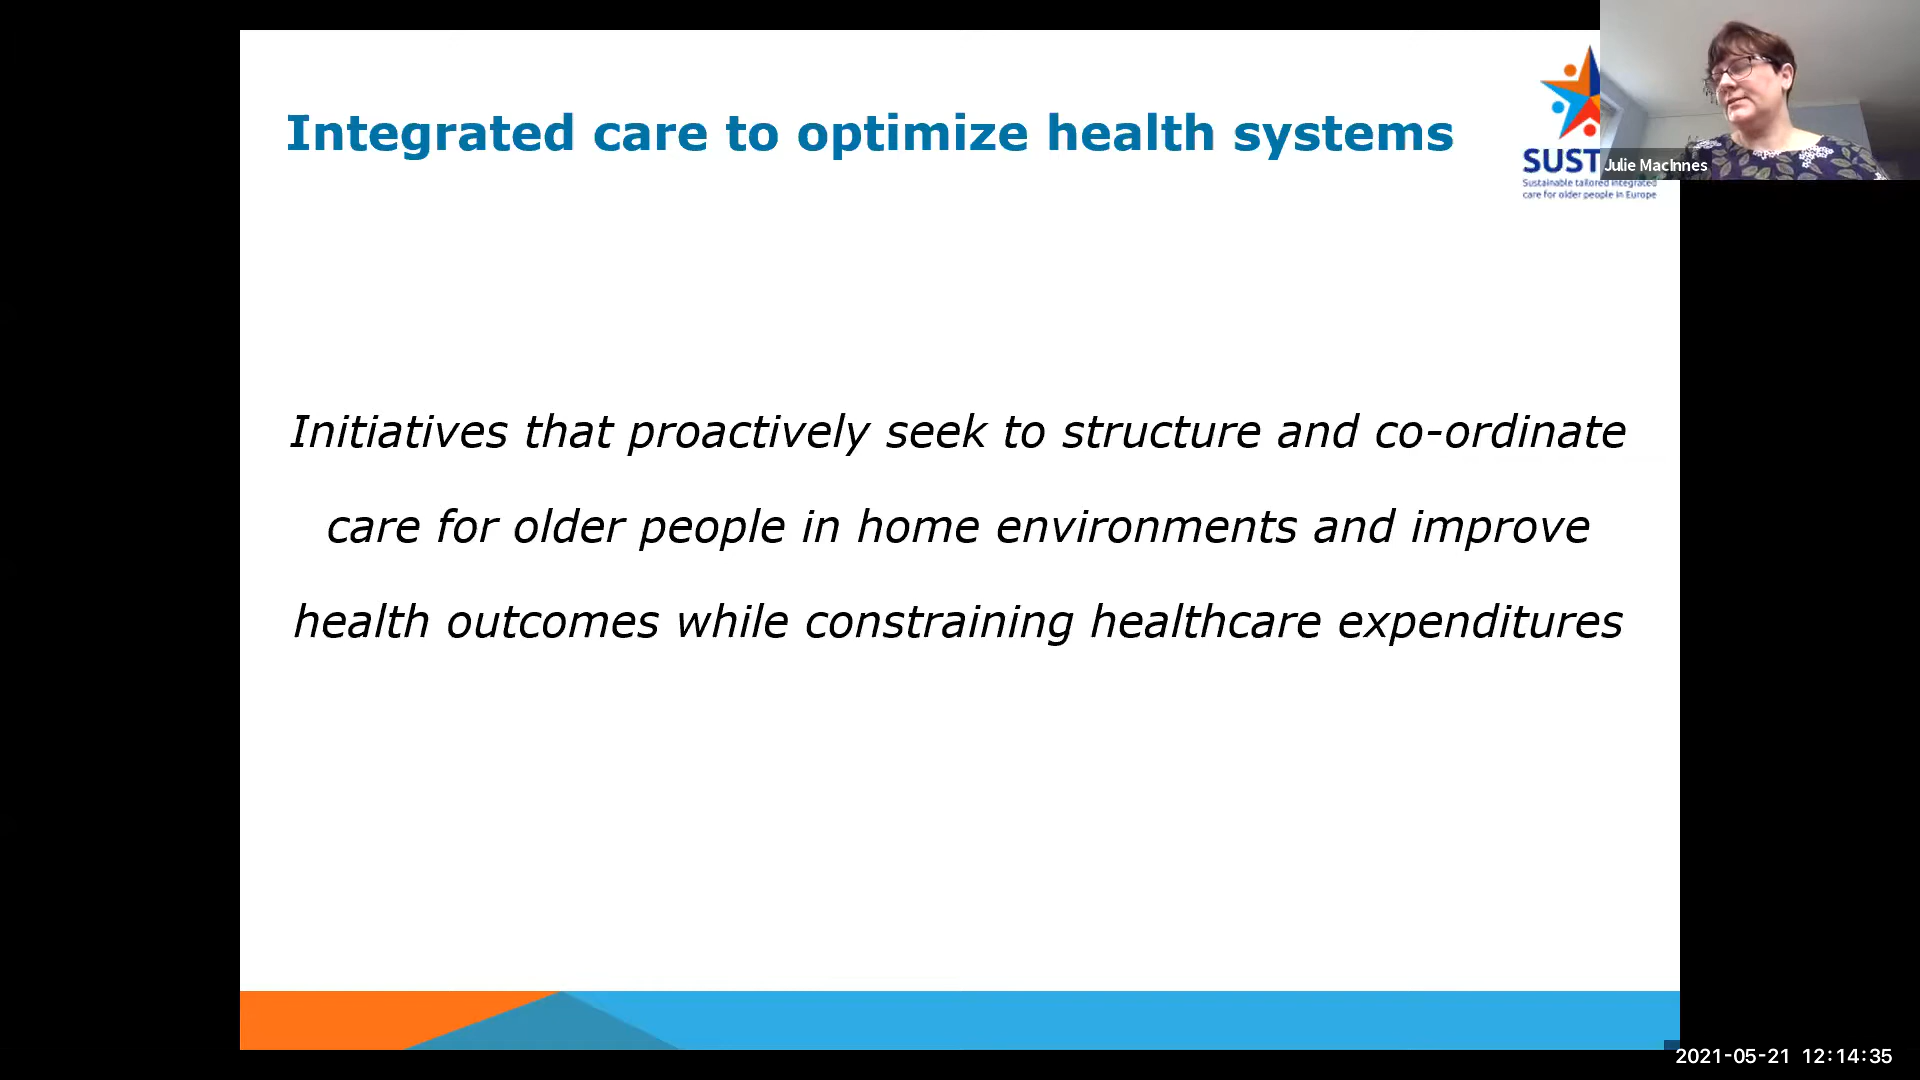 Integrated care to optimize health systems
SUST
Sustainable tailored integrated
care for older people in Europe
Julie MacInnes
Initiatives that proactively seek to structure and co-ordinate
care for older people in home environments and improve
health outcomes while constraining healthcare expenditures
2021-05-21 12:14:35